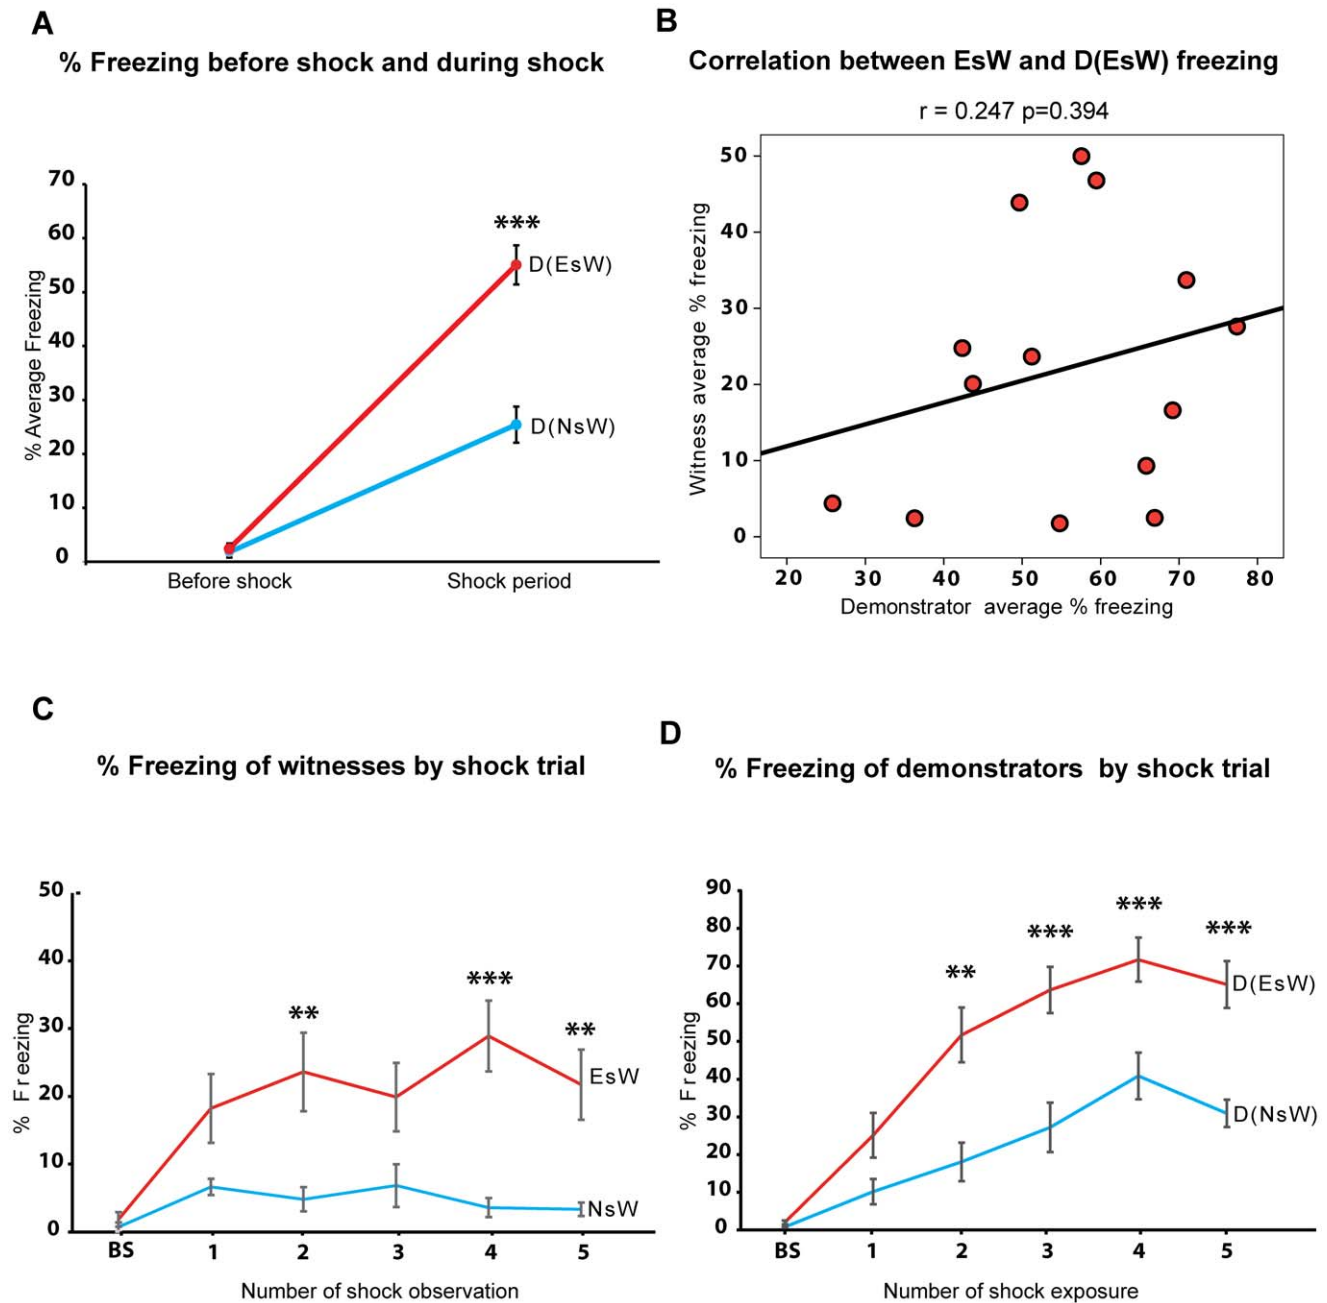 A
% Freezing before shock and during shock
70
60
50
40
30
20
10
0
% Average Freezing
***
D(EsW)
D(NsW)
Before shock
Shock period
B
Correlation between EsW and D(EsW) freezing
r = 0.247 p=0.394
50
40
30
20
10
0
Witness average % freezing
20 30 40 50 60 70 80
Demonstrator average % freezing
C
% Freezing of witnesses by shock trial
50
40
30
20
10
0
% Freezing
**
***
**
EsW
NsW
BS 1 2 3 4 5
Number of shock observation
D
% Freezing of demonstrators by shock trial
90
80
70
60
50
40
30
20
10
0
% Freezing
**
***
***
***
D(EsW)
D(NsW)
BS 1 2 3 4 5
Number of shock exposure